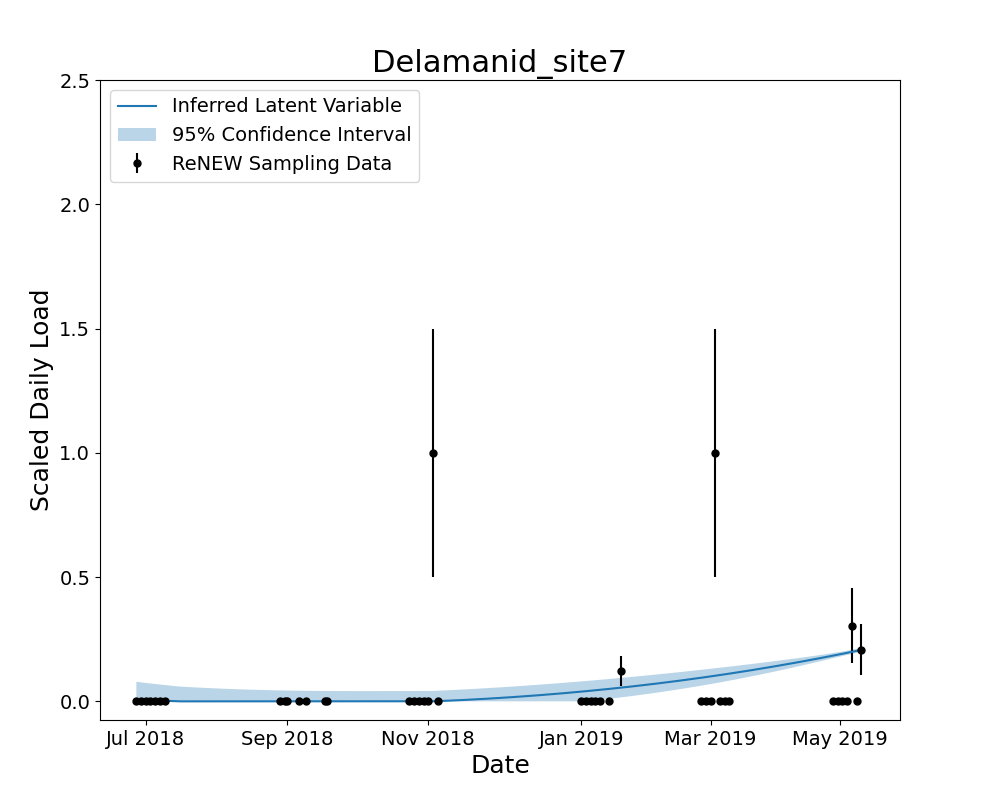 Delamanid_site7
Inferred Latent Variable
95% Confidence Interval
ReNEW Sampling Data
Scaled Daily Load
2.5
2.0
1.5
1.0
0.5
0.0
Jul 2018 Sep 2018 Nov 2018 Jan 2019 Mar 2019 May 2019
Date